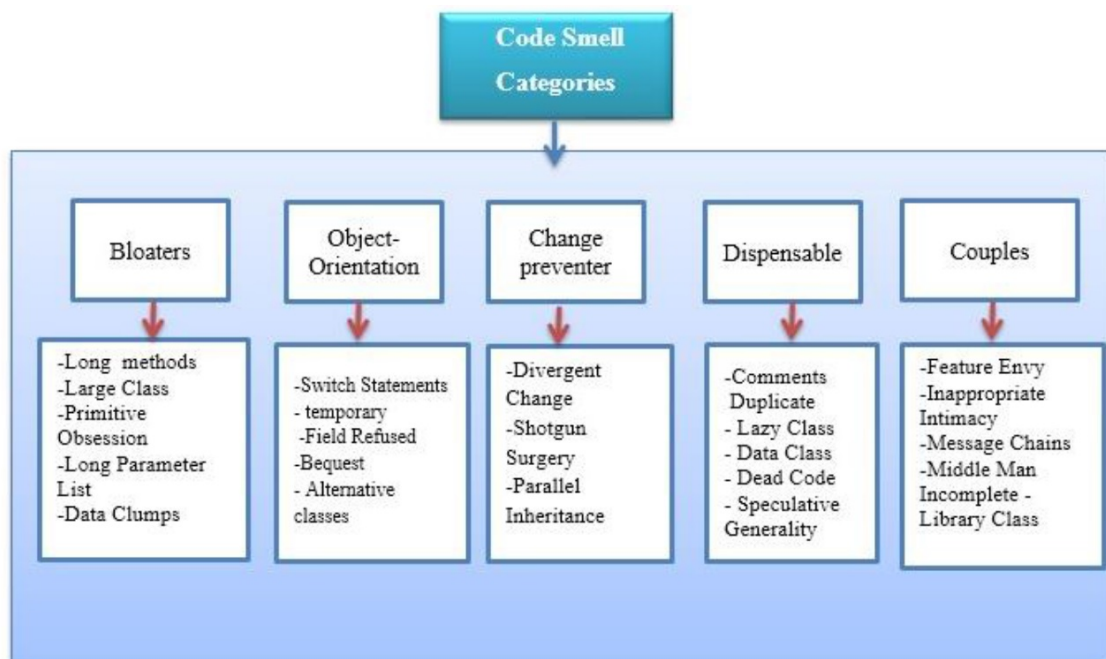 Code Smell
Categories
Bloaters
Object-
Orientation
Change
preventer
Dispensable
Couples
-Long methods
-Large Class
-Primitive
Obsession
-Long Parameter
List
-Data Clumps
-Switch Statements
- temporary
-Field Refused
-Bequest
- Alternative
classes
-Divergent
Change
-Shotgun
Surgery
-Parallel
Inheritance
-Comments
Duplicate
- Lazy Class
- Data Class
- Dead Code
- Speculative
Generality
-Feature Envy
-Inappropriate
Intimacy
-Message Chains
-Middle Man
Incomplete -
Library Class